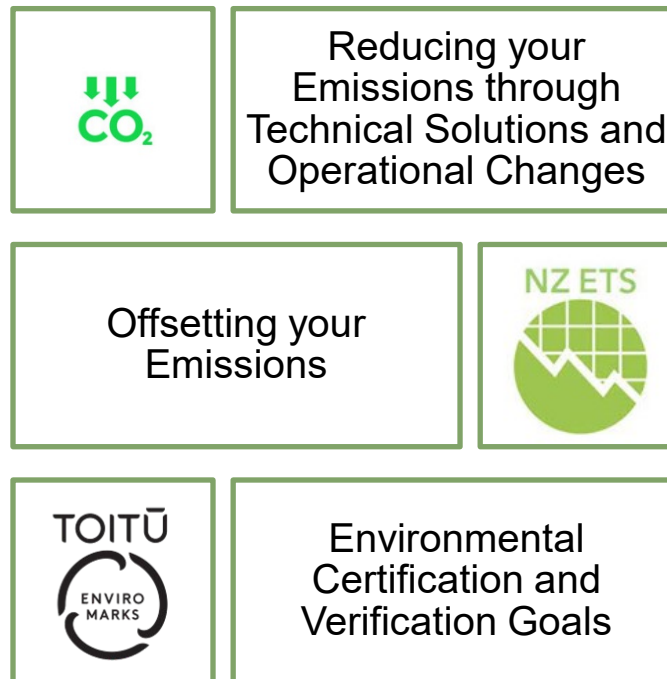 CO₂
Reducing your
Emissions through
Technical Solutions and
Operational Changes
Offsetting your
Emissions
NZ ETS
TOITŪ
ENVIRO
MARKS
Environmental
Certification and
Verification Goals